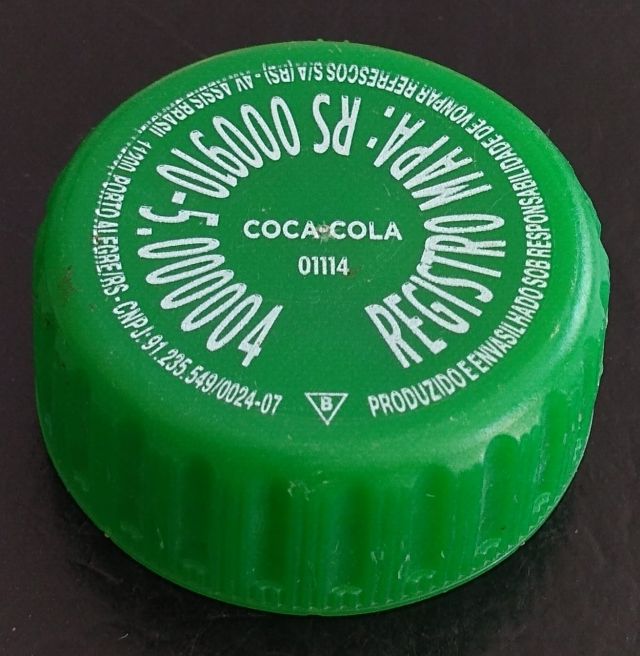 COCA-COLA
01114
REGISTRO MAPA: RS 000910-5.000004
PRODUZIDO E ENVASILHADO SOB RESPONSABILIDADE DE VONPAR REFRESCOS S/A (RS) - AV. ASSIS BRASIL 11200 PORTO ALEGRE/RS - CNPJ: 91.235.549/0024-07
B